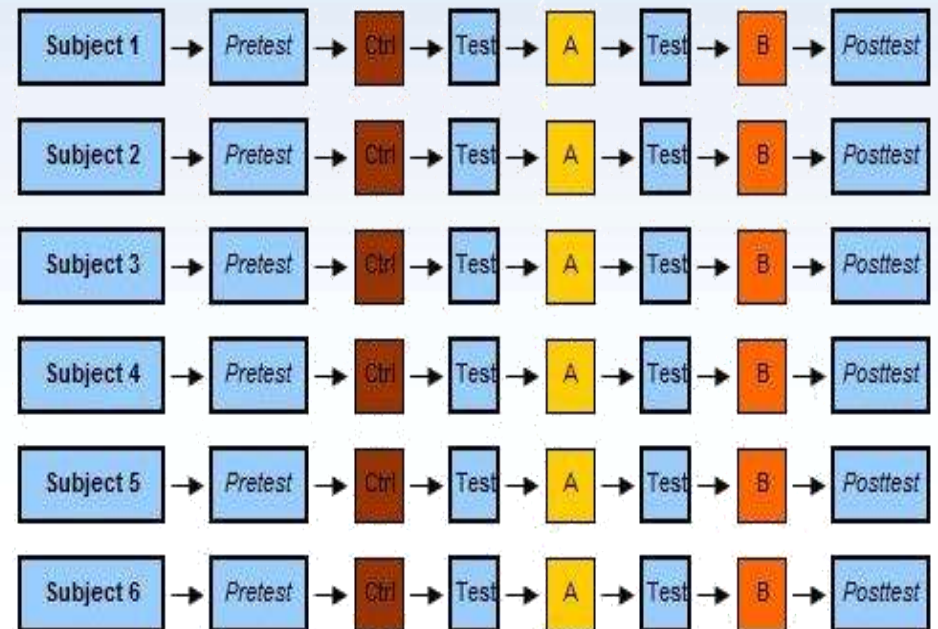 Subject 1 Pretest Ctrl Test A Test B Posttest
Subject 2 Pretest Ctrl Test A Test B Posttest
Subject 3 Pretest Ctrl Test A Test B Posttest
Subject 4 Pretest Ctrl Test A Test B Posttest
Subject 5 Pretest Ctrl Test A Test B Posttest
Subject 6 Pretest Ctrl Test A Test B Posttest